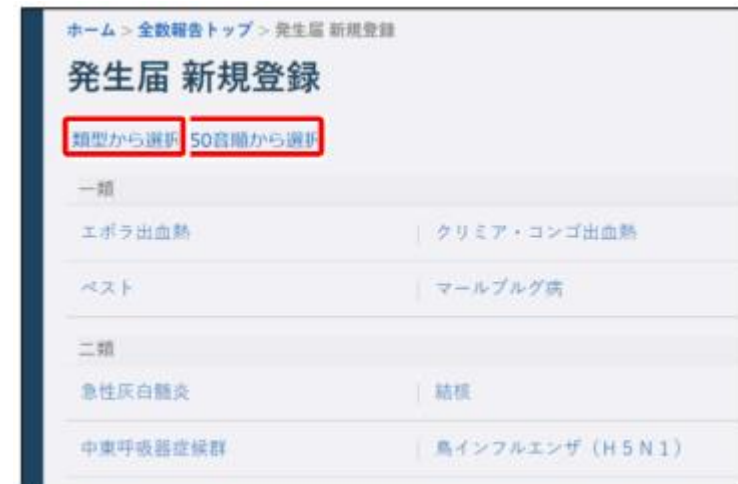 ホーム > 全数報告トップ > 発生届 新規登録
発生届 新規登録
類型から選択 50音順から選択
一類
エボラ出血熱 クリミア・コンゴ出血熱
ペスト マールブルグ病
二類
急性灰白髄炎 結核
中東呼吸器症候群 鳥インフルエンザ（H5N1）